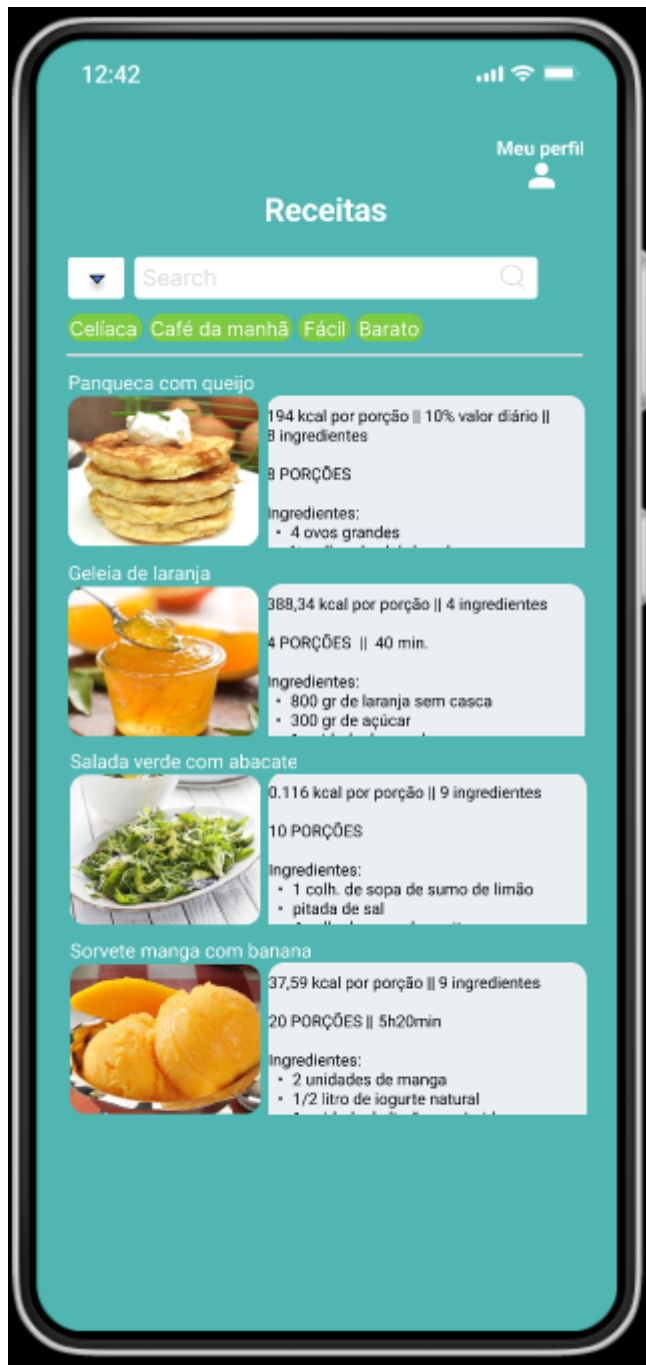 12:42
Meu perfil
Receitas
Search
Celíaca Café da manhã Fácil Barato
Panqueca com queijo
194 kcal por porção || 10% valor diário ||
8 ingredientes
8 PORÇÕES
Ingredientes:
• 4 ovos grandes
Geleia de laranja
388,34 kcal por porção || 4 ingredientes
4 PORÇÕES || 40 min.
Ingredientes:
• 800 gr de laranja sem casca
• 300 gr de açúcar
Salada verde com abacate
0.116 kcal por porção || 9 ingredientes
10 PORÇÕES
Ingredientes:
• 1 colh. de sopa de sumo de limão
• pitada de sal
Sorvete manga com banana
37,59 kcal por porção || 9 ingredientes
20 PORÇÕES || 5h20min
Ingredientes:
• 2 unidades de manga
• 1/2 litro de iogurte natural